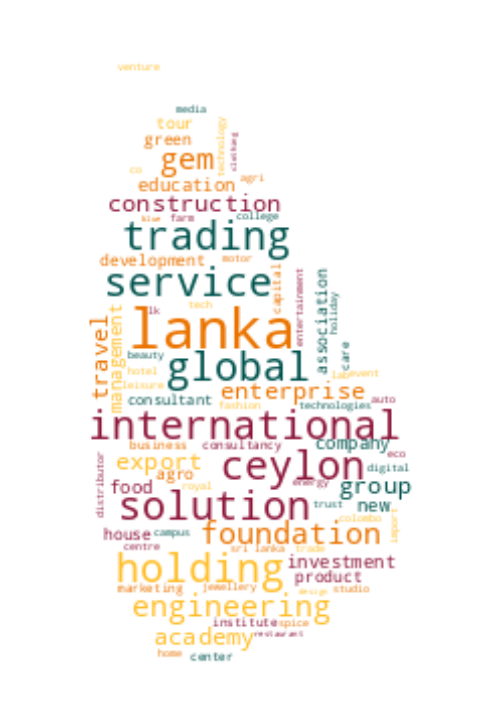 venture
media
tour
technology
green
clothing
gem
co
education
agri
construction
blue
farm
college
trading
development
motor
service
capital
entertainment
association
holiday
tech
lk
lanka
travel
management
care
beauty
global
hotel
lab
event
leisure
enterprise
consultant
fashion
technologies
auto
international
business
consultancy
company
eco
export
ceylon
digital
agro
distributor
food
royal
energy
group
solution
trust
new
import
colombo
house
campus
foundation
centre
sri lanka
trade
holding
investment
product
marketing
jewellery
design
studio
engineering
institute
spice
academy
restaurant
home
center